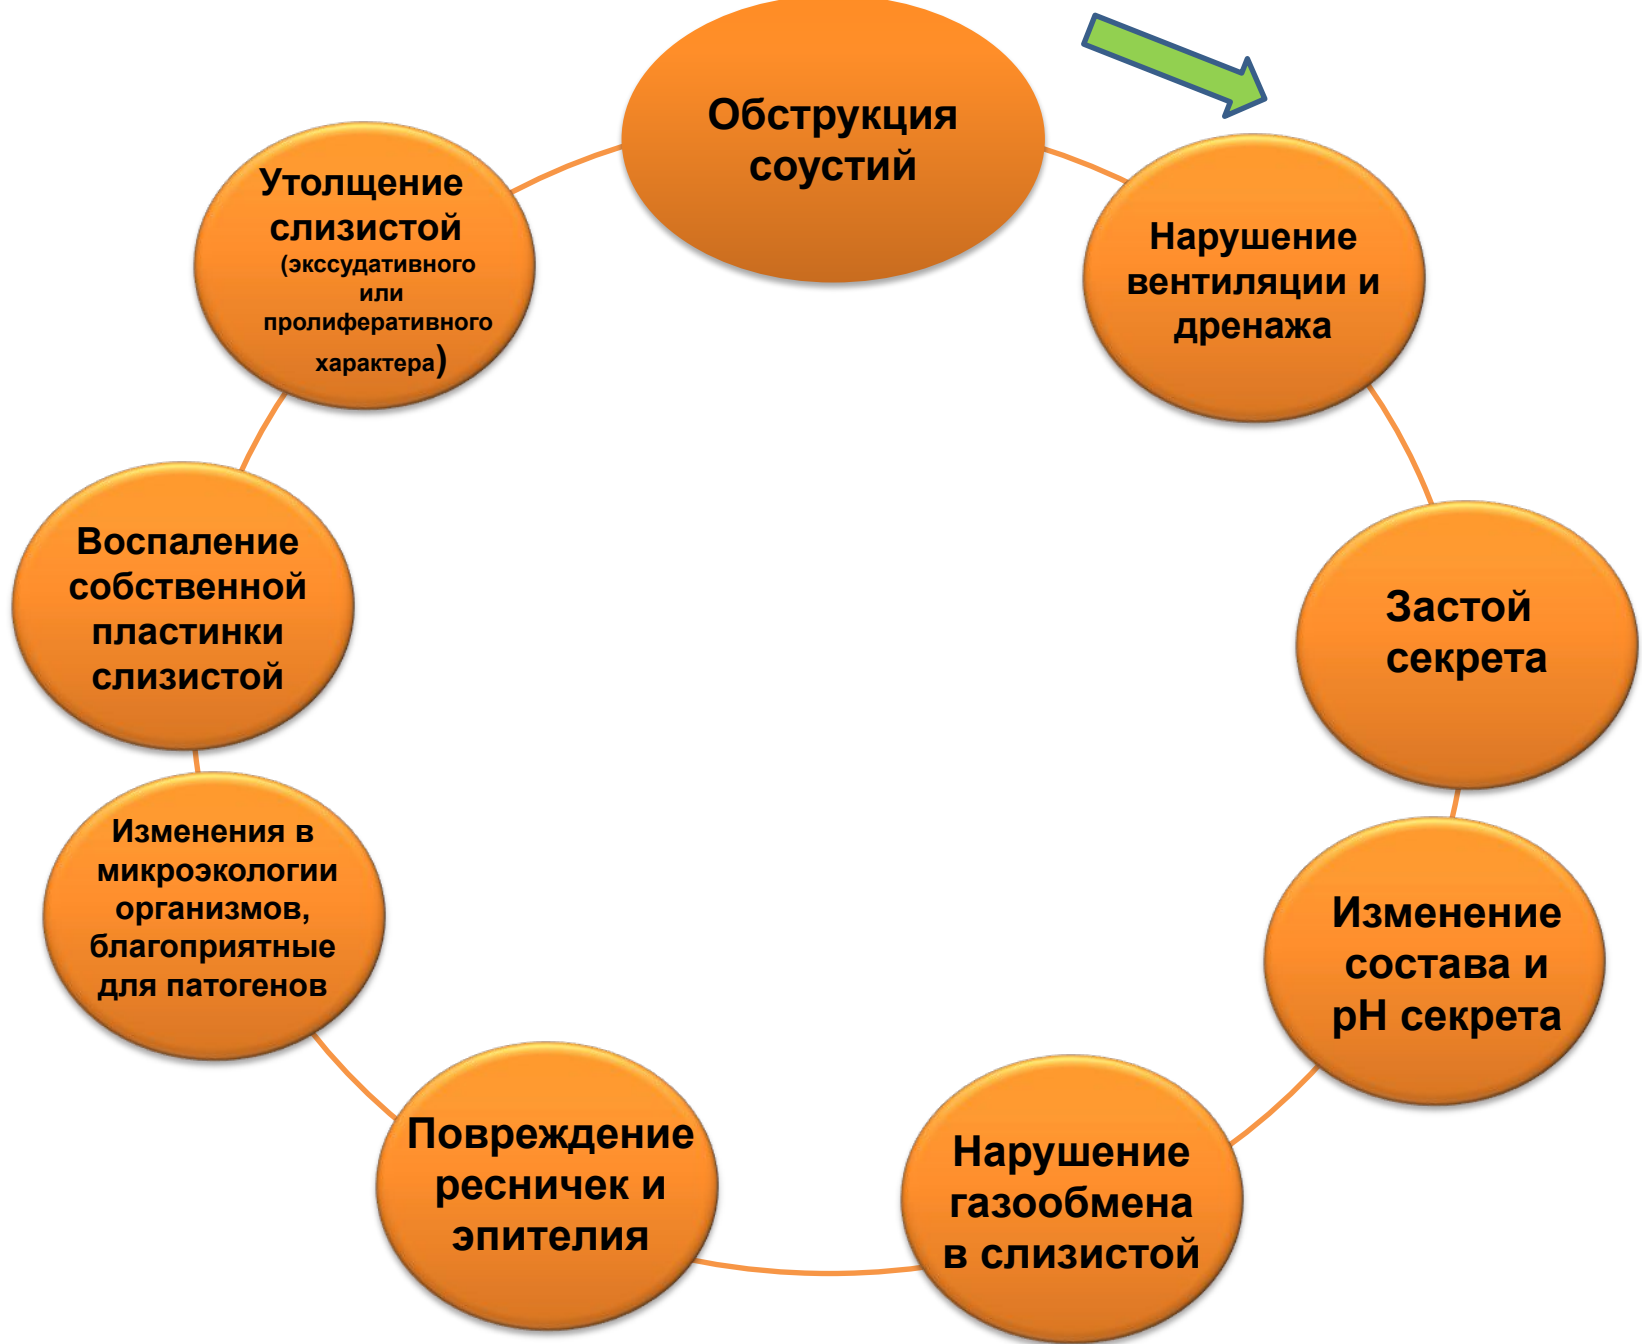 Обструкция
соустий
Нарушение
вентиляции и
дренажа
Застой
секрета
Изменение
состава и
pH секрета
Нарушение
газообмена
в слизистой
Повреждение
ресничек и
эпителия
Изменения в
микроэкологии
организмов,
благоприятные
для патогенов
Воспаление
собственной
пластинки
слизистой
Утолщение
слизистой
(экссудативного
или
пролиферативного
характера)